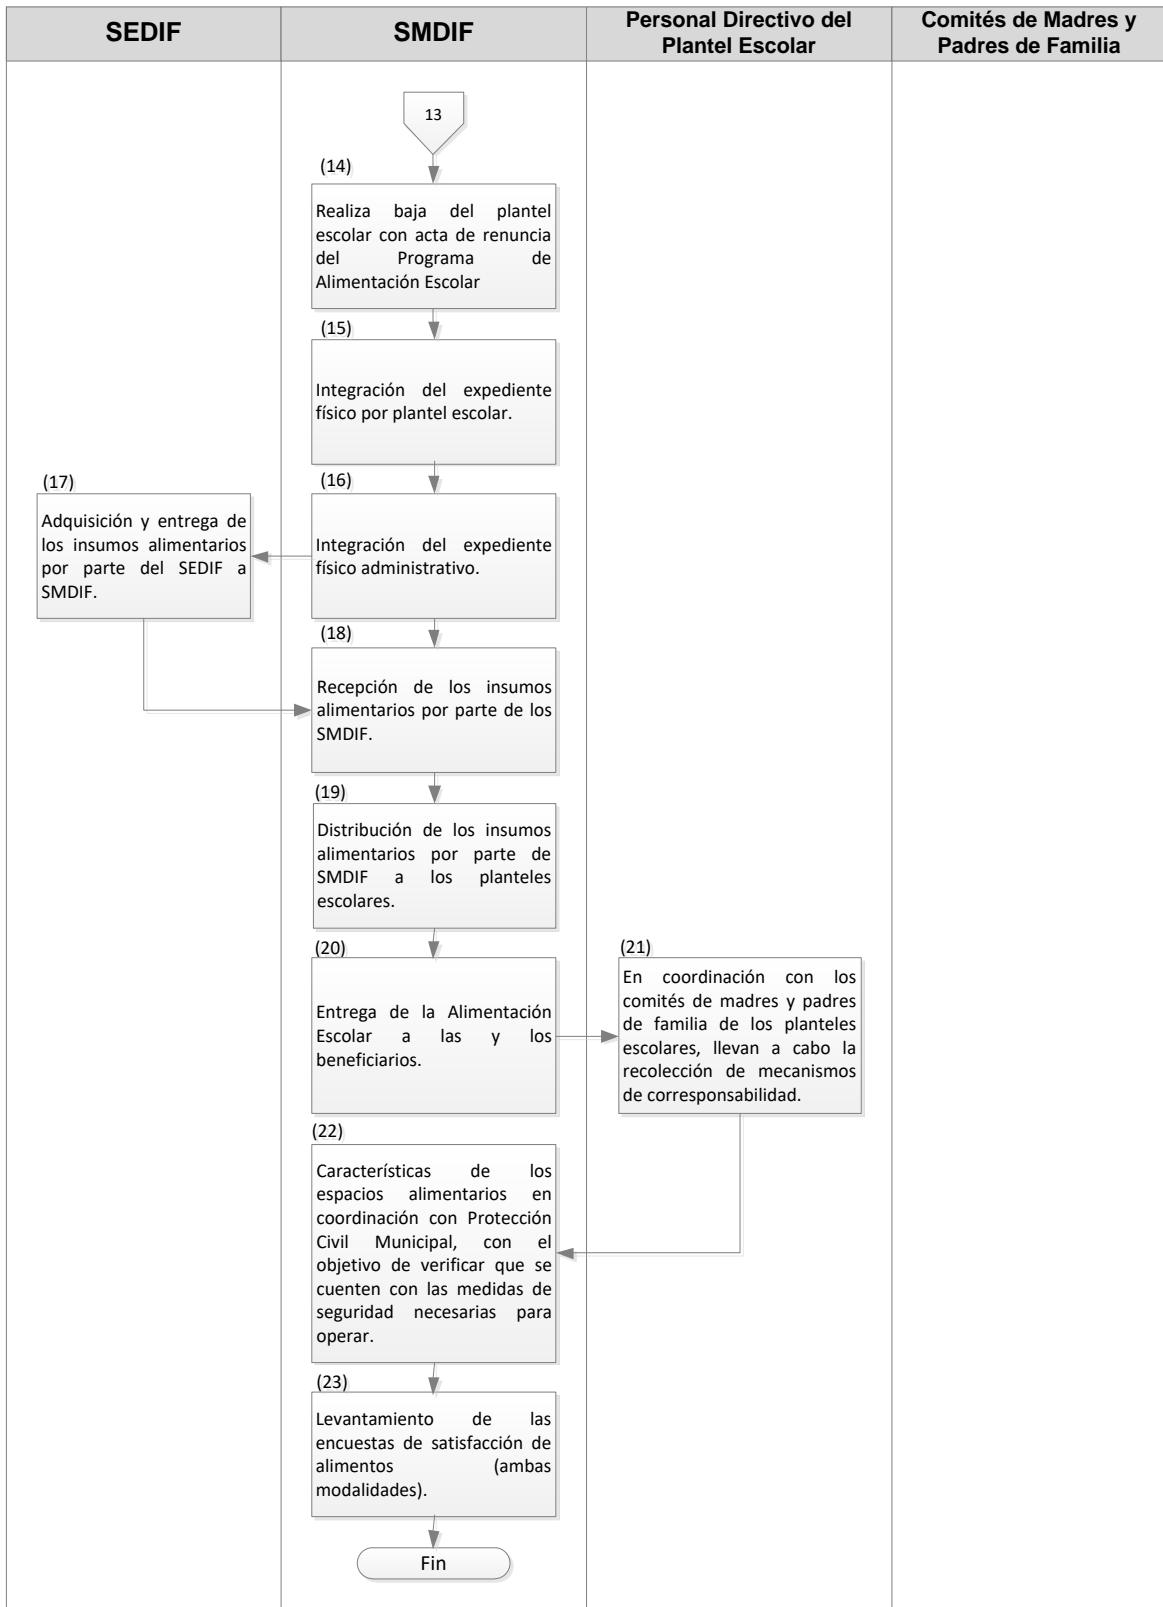 SEDIF
SMDIF
Personal Directivo del
Plantel Escolar
Comités de Madres y
Padres de Familia
13
(14)
Realiza baja del plantel
escolar con acta de renuncia
del Programa de
Alimentación Escolar
(15)
Integración del expediente
físico por plantel escolar.
(16)
Integración del expediente
físico administrativo.
(17)
Adquisición y entrega de
los insumos alimentarios
por parte del SEDIF a
SMDIF.
(18)
Recepción de los insumos
alimentarios por parte de los
SMDIF.
(19)
Distribución de los insumos
alimentarios por parte de
SMDIF a los planteles
escolares.
(20)
Entrega de la Alimentación
Escolar a las y los
beneficiarios.
(21)
En coordinación con los
comités de madres y padres
de familia de los planteles
escolares, llevan a cabo la
recolección de mecanismos
de corresponsabilidad.
(22)
Características de los
espacios alimentarios en
coordinación con Protección
Civil Municipal, con el
objetivo de verificar que se
cuenten con las medidas de
seguridad necesarias para
operar.
(23)
Levantamiento de las
encuestas de satisfacción de
alimentos (ambas
modalidades).
Fin